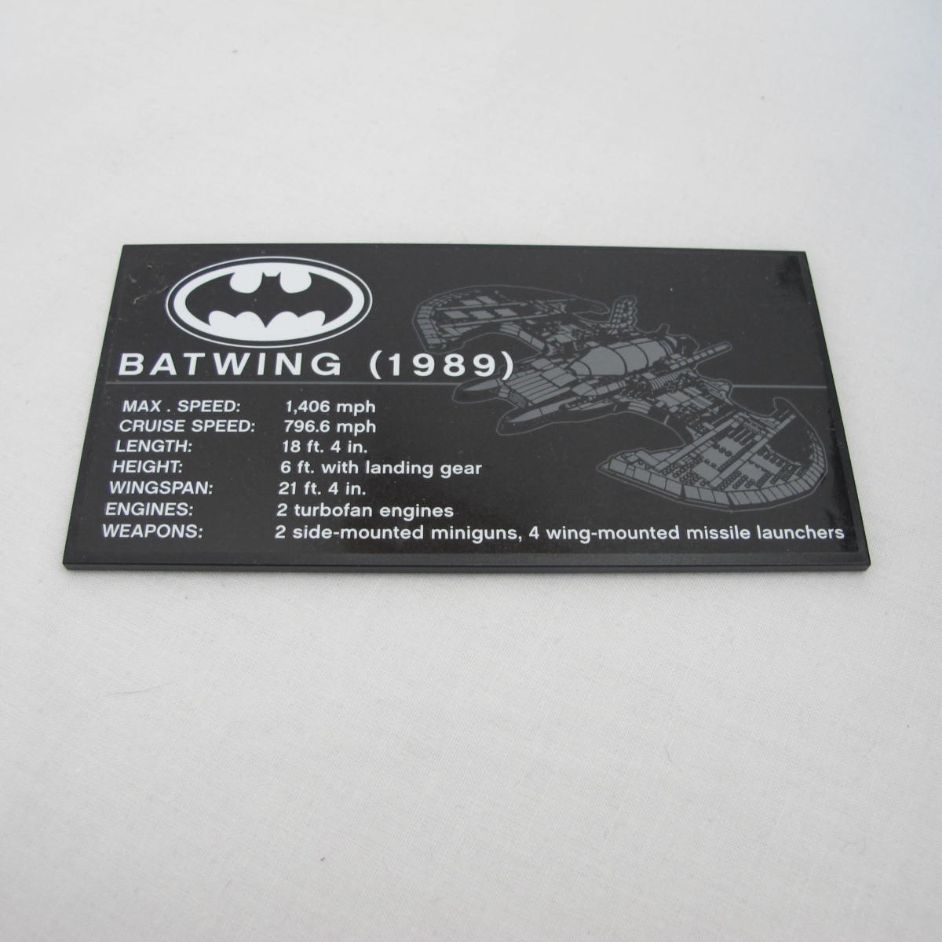 BATWING (1989)
MAX . SPEED: 1,406 mph
CRUISE SPEED: 796.6 mph
LENGTH: 18 ft. 4 in.
HEIGHT: 6 ft. with landing gear
WINGSPAN: 21 ft. 4 in.
ENGINES: 2 turbofan engines
WEAPONS: 2 side-mounted miniguns, 4 wing-mounted missile launchers